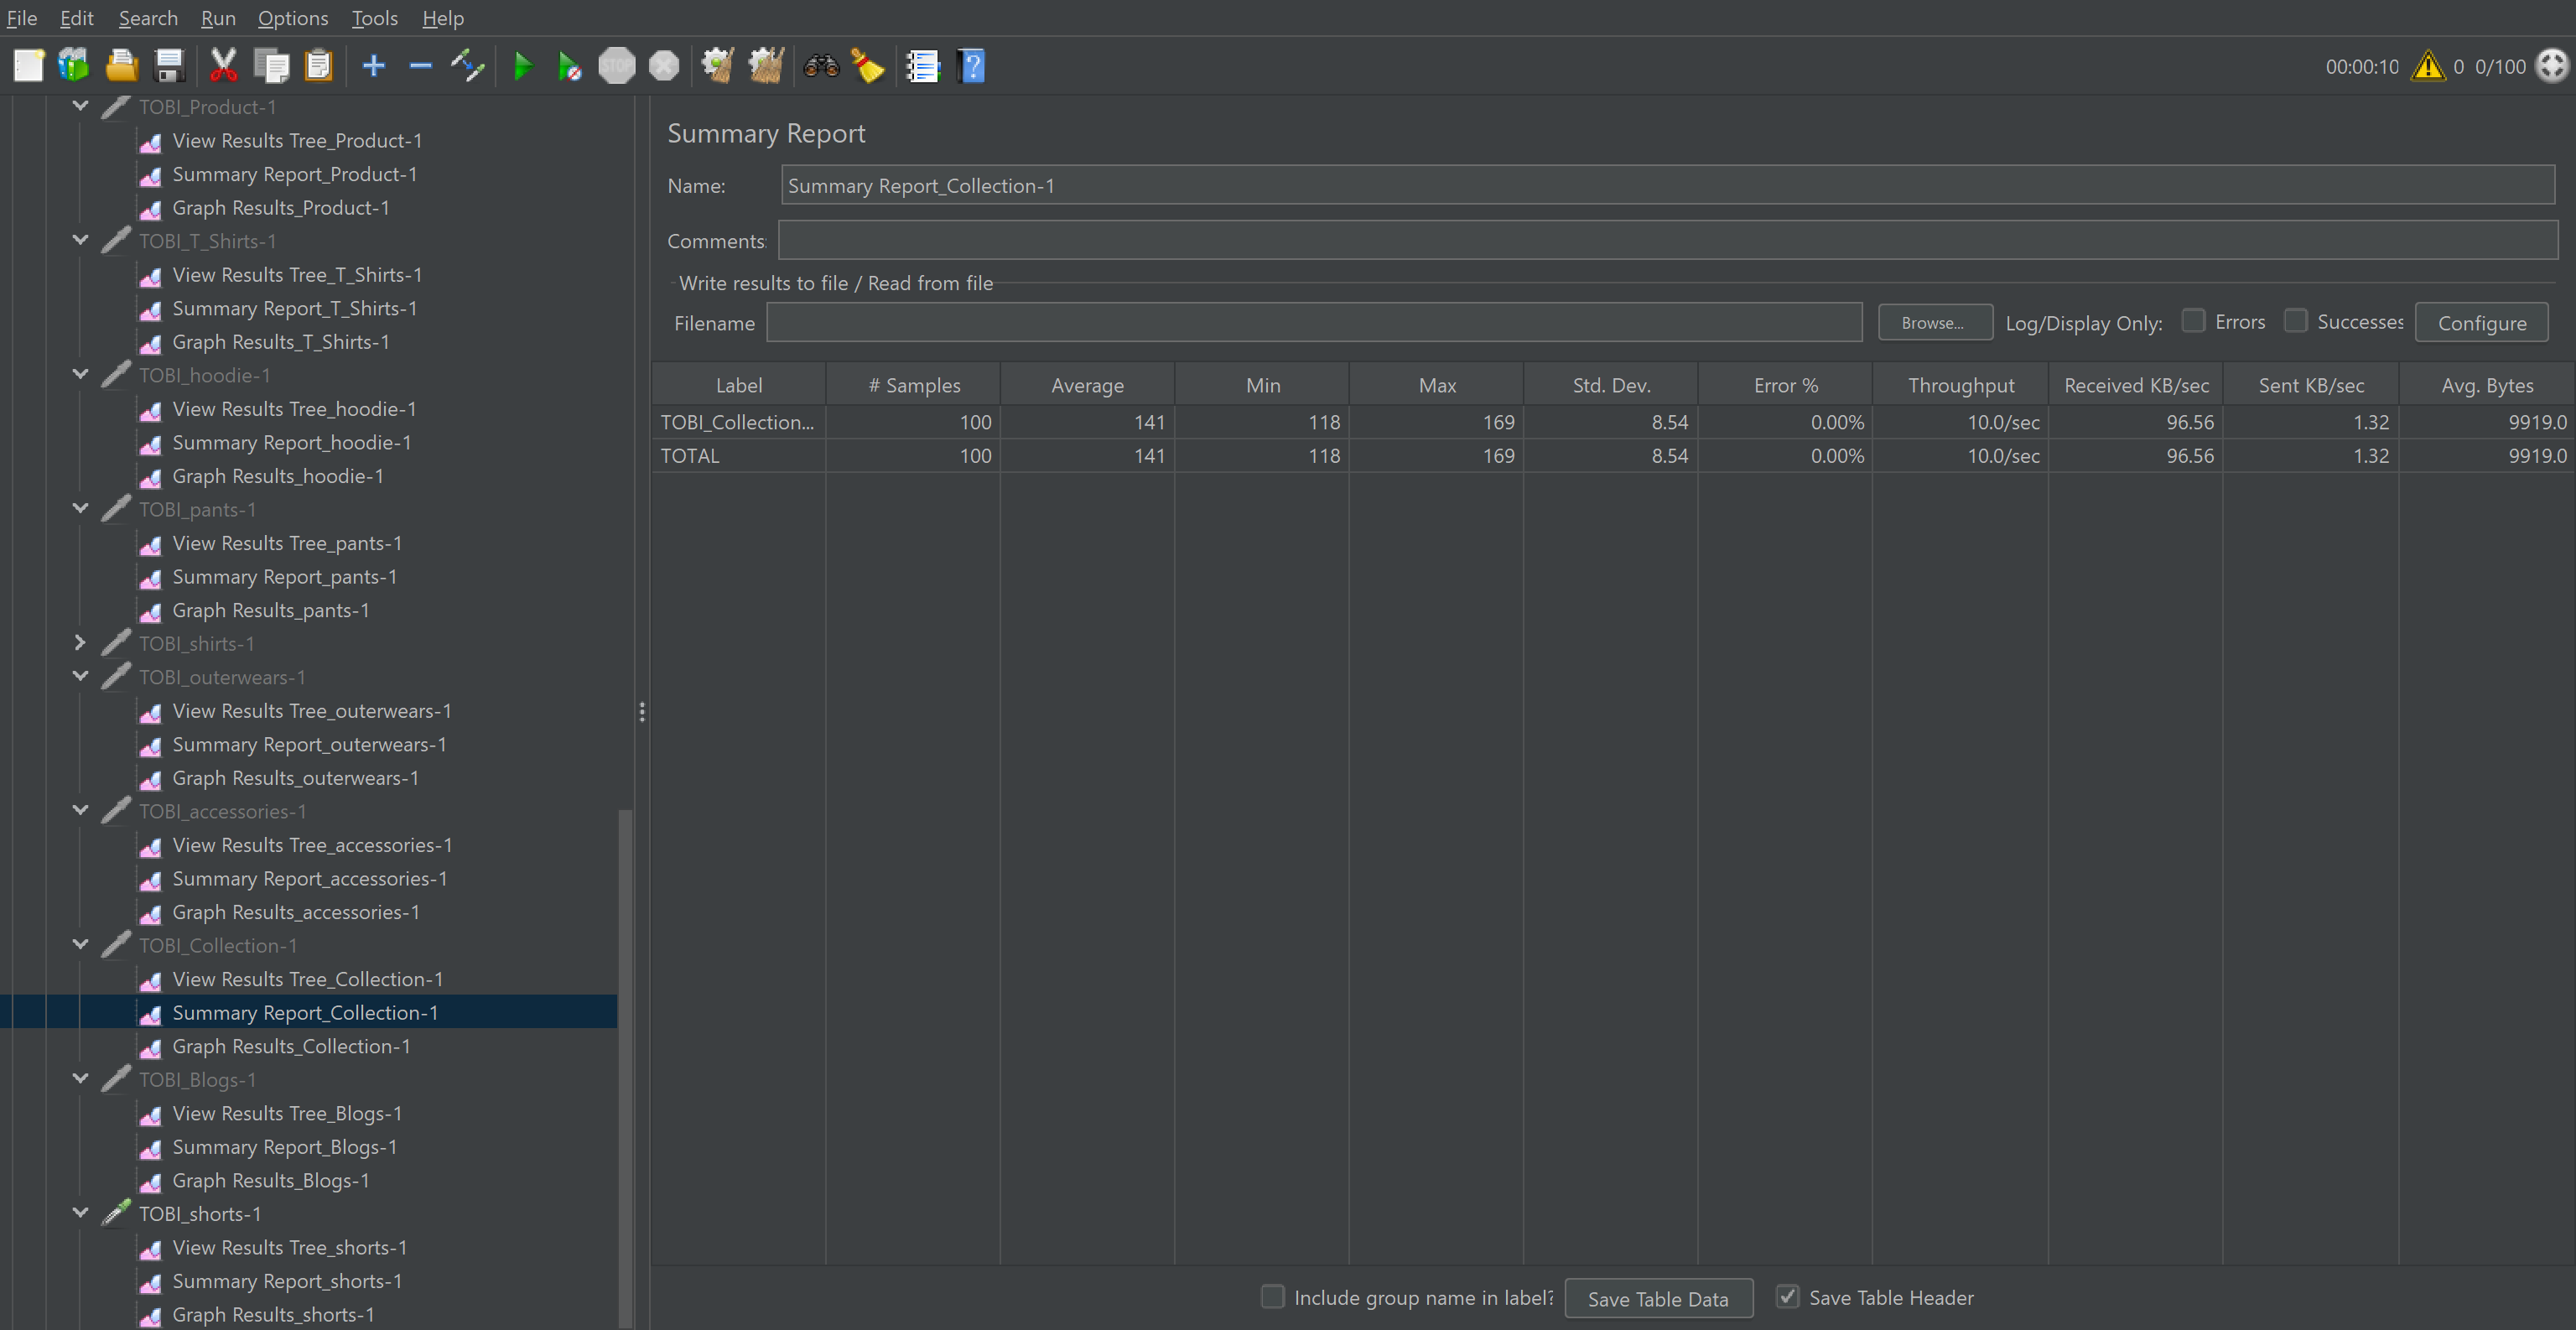 File Edit Search Run Options Tools Help
STOP
00:00:10 0 0/100
TOBI_Product-1
View Results Tree_Product-1
Summary Report_Product-1
Graph Results_Product-1
TOBI_T_Shirts-1
View Results Tree_T_Shirts-1
Summary Report_T_Shirts-1
Graph Results_T_Shirts-1
TOBI_hoodie-1
View Results Tree_hoodie-1
Summary Report_hoodie-1
Graph Results_hoodie-1
TOBI_pants-1
View Results Tree_pants-1
Summary Report_pants-1
Graph Results_pants-1
TOBI_shirts-1
TOBI_outerwears-1
View Results Tree_outerwears-1
Summary Report_outerwears-1
Graph Results_outerwears-1
TOBI_accessories-1
View Results Tree_accessories-1
Summary Report_accessories-1
Graph Results_accessories-1
TOBI_Collection-1
View Results Tree_Collection-1
Summary Report_Collection-1
Graph Results_Collection-1
TOBI_Blogs-1
View Results Tree_Blogs-1
Summary Report_Blogs-1
Graph Results_Blogs-1
TOBI_shorts-1
View Results Tree_shorts-1
Summary Report_shorts-1
Graph Results_shorts-1
Summary Report
Name: Summary Report_Collection-1
Comments:
Write results to file / Read from file
Filename Browse... Log/Display Only: Errors Successes Configure
Label # Samples Average Min Max Std. Dev. Error % Throughput Received KB/sec Sent KB/sec Avg. Bytes
TOBI_Collection... 100 141 118 169 8.54 0.00% 10.0/sec 96.56 1.32 9919.0
TOTAL 100 141 118 169 8.54 0.00% 10.0/sec 96.56 1.32 9919.0
Include group name in label? Save Table Data Save Table Header